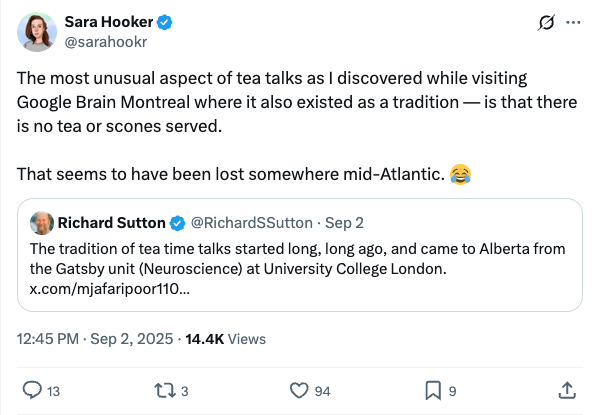 Sara Hooker
@sarahookr
The most unusual aspect of tea talks as I discovered while visiting
Google Brain Montreal where it also existed as a tradition — is that there
is no tea or scones served.
That seems to have been lost somewhere mid-Atlantic. 😂
Richard Sutton @RichardSSutton · Sep 2
The tradition of tea time talks started long, long ago, and came to Alberta from
the Gatsby unit (Neuroscience) at University College London.
x.com/mjafaripoor110...
12:45 PM · Sep 2, 2025 · 14.4K Views
13 3 94 9